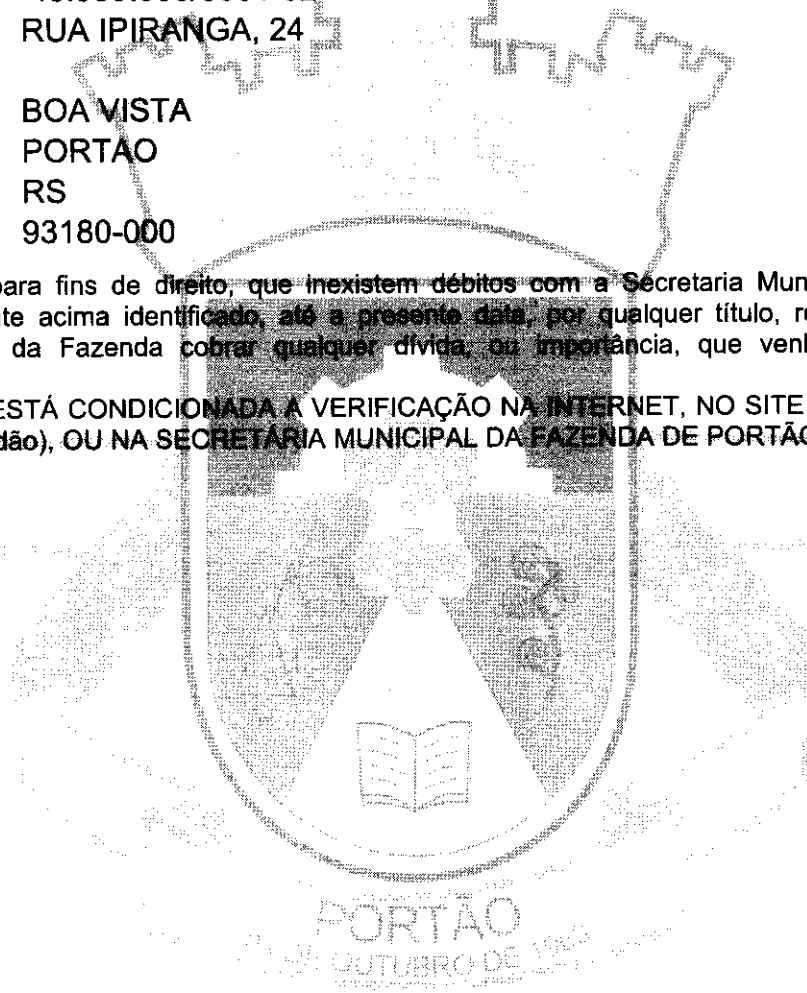 RUA IPIRANGA, 24
BOA VISTA
PORTAO
RS
93180-000
para fins de direito, que inexistem débitos com a Secretaria Mun
te acima identificado, até a presente data, por qualquer título, r
da Fazenda cobrar qualquer dívida, ou importância, que ven
ESTÁ CONDICIONADA A VERIFICAÇÃO NA INTERNET, NO SITE
dão), OU NA SECRETÁRIA MUNICIPAL DA FAZENDA DE PORTÃO
PORTÃO
OUTUBRO DE